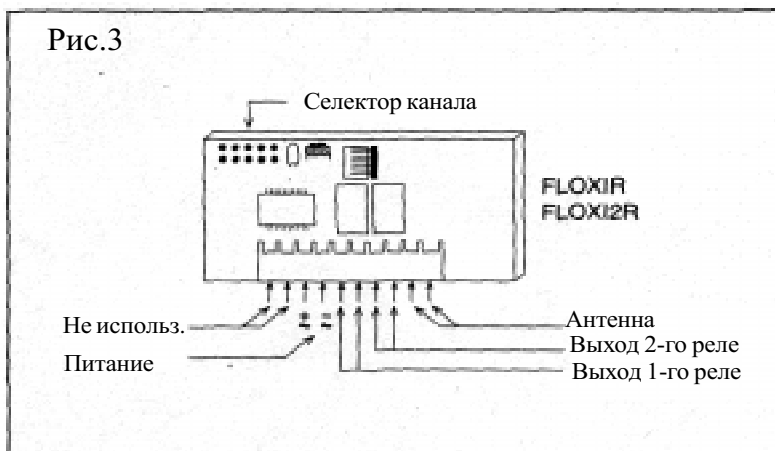 Рис.3
Селектор канала
FLOXIR
FLOXI2R
Не использ.
Питание
Антенна
Выход 2-го реле
Выход 1-го реле